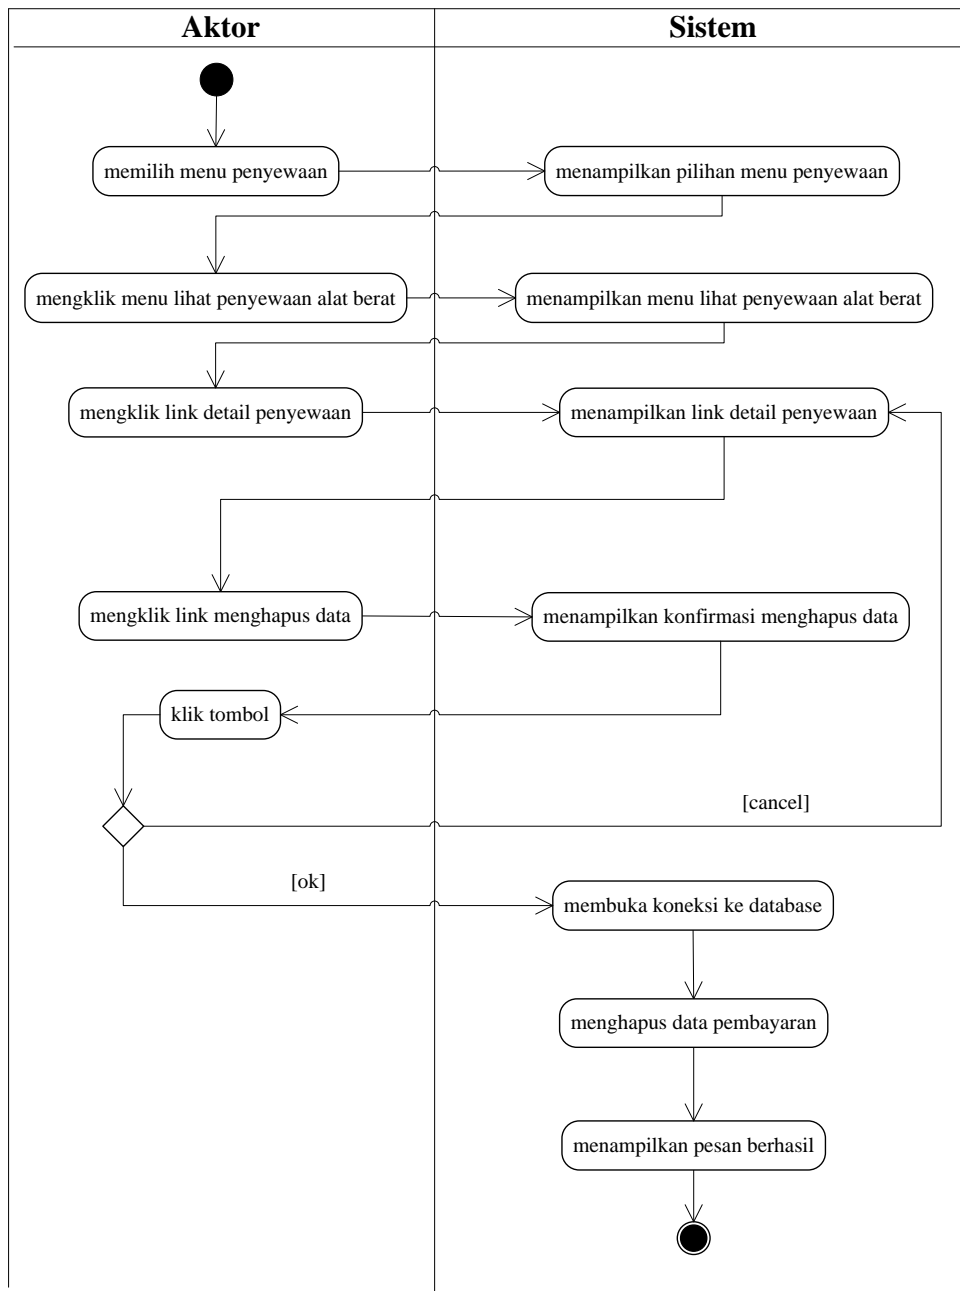 Aktor
Sistem
memilih menu penyewaan
menampilkan pilihan menu penyewaan
mengklik menu lihat penyewaan alat berat
menampilkan menu lihat penyewaan alat berat
mengklik link detail penyewaan
menampilkan link detail penyewaan
mengklik link menghapus data
menampilkan konfirmasi menghapus data
klik tombol
[cancel]
[ok]
membuka koneksi ke database
menghapus data pembayaran
menampilkan pesan berhasil